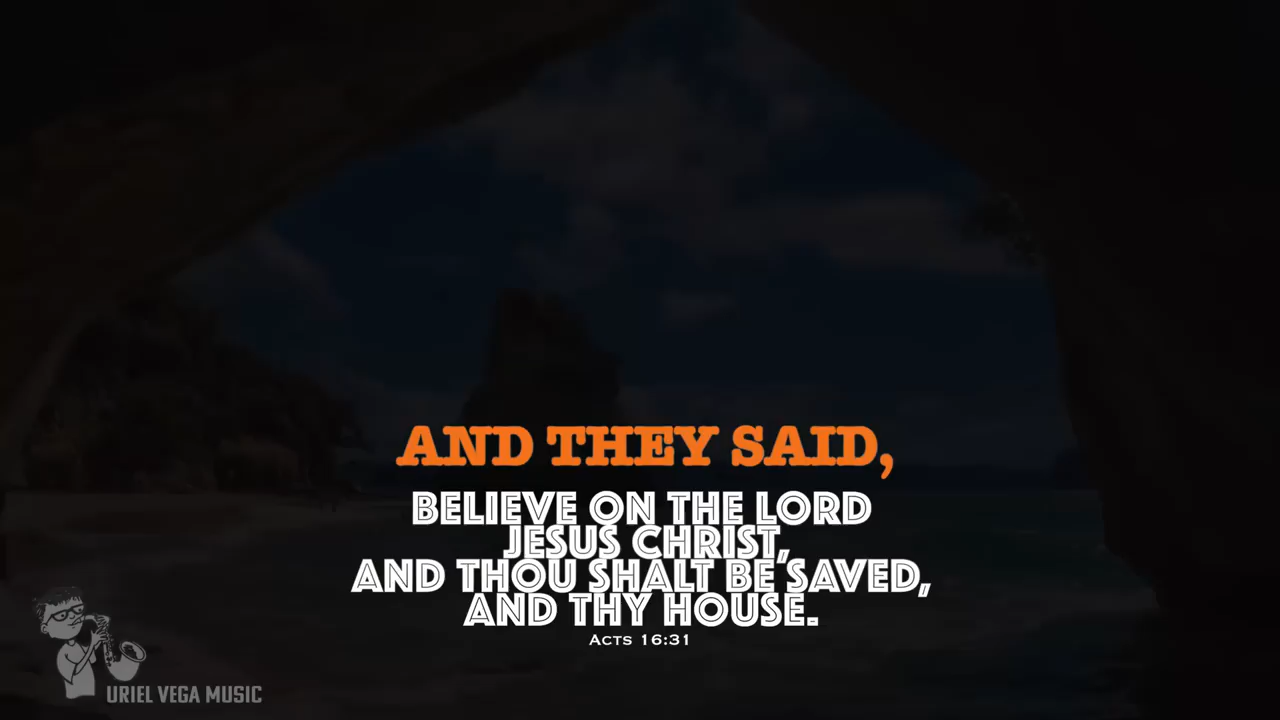 AND THEY SAID,
BELIEVE ON THE LORD
JESUS CHRIST,
AND THOU SHALT BE SAVED,
AND THY HOUSE.
ACTS 16:31
URIEL VEGA MUSIC